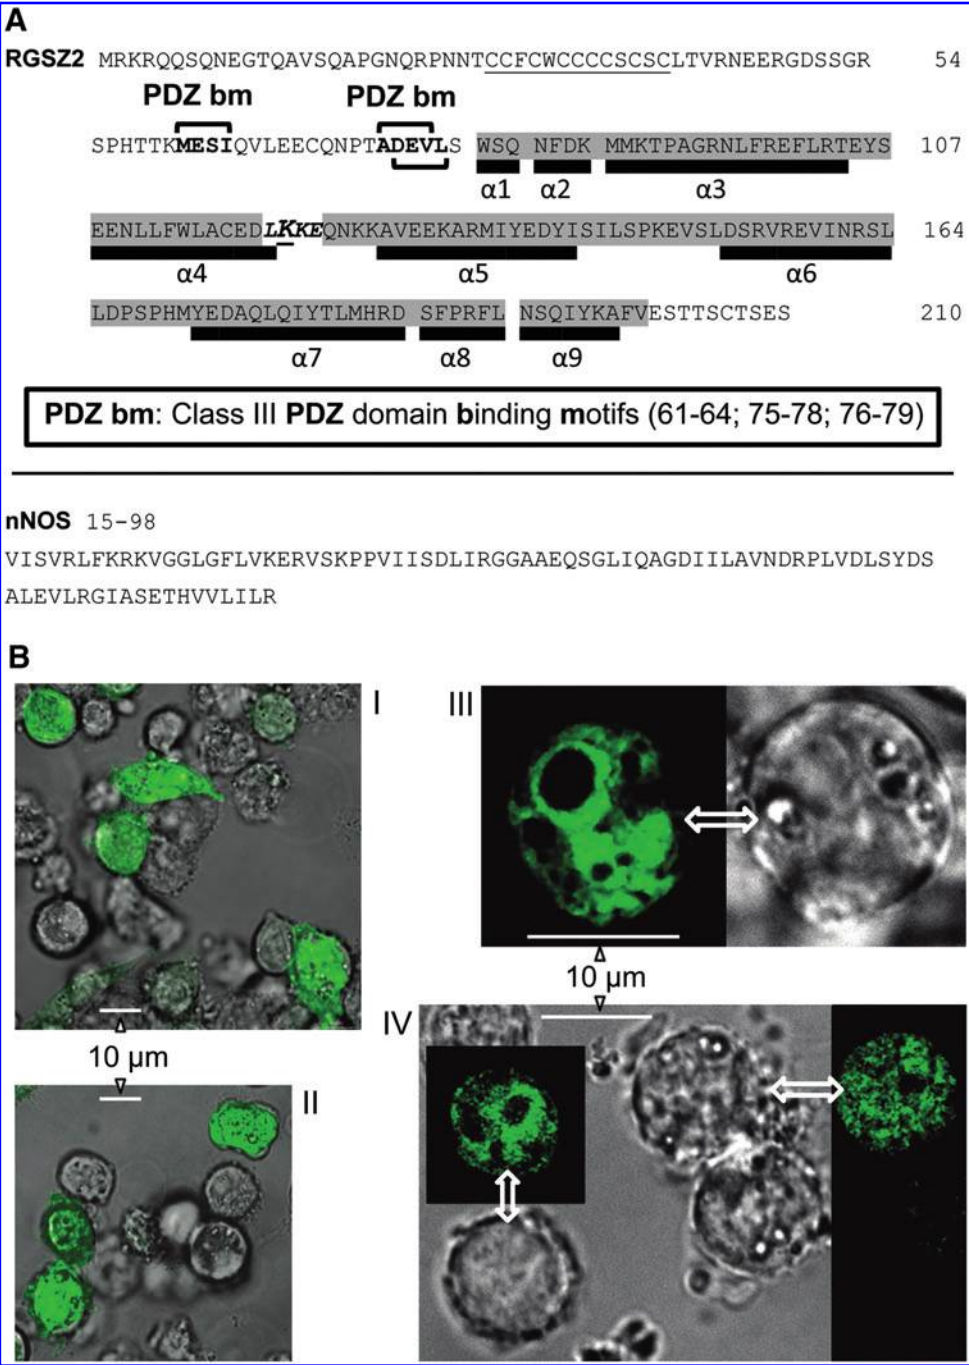 A
RGSZ2 MRKRQQSQNEGTQAVSQAPGNQRPNNTCCFCWCCCCSCSCLTVRNEERGDSSGR 54
PDZ bm PDZ bm
SPHTTKMESIQVLEECQNPTADEVLS WSQ NFDK MMKTPAGRNLFREFLRTEYS 107
α1 α2 α3
EENLLFWLACEDLKKEQNKKAVEEKARMIYEDYISILSPKEVSLDSRVREVINRSL 164
α4 α5 α6
LDPSPHMYEDAQLQIYTLMHRD SFPRFL NSQIYKAFVESTTSCTSES 210
α7 α8 α9
PDZ bm: Class III PDZ domain binding motifs (61-64; 75-78; 76-79)
nNOS 15-98
VISVRLFKRKVGGLGFLVKERVSKPPVIISDLIRGGAAEQSGLIQAGDIILAVNDRPLVDLSYDS
ALEVLRGIASETHVVLILR
B
I III
10 µm
IV
10 µm
II